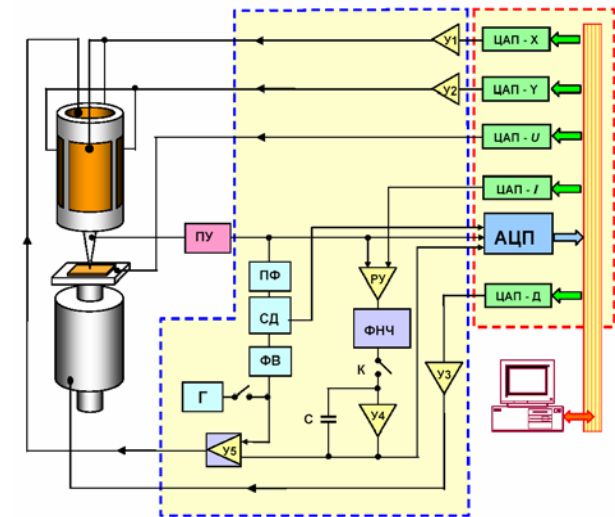 У1
ЦАП - X
У2
ЦАП - Y
ЦАП - U
ЦАП - I
ПУ
АЦП
ПФ
РУ
СД
ЦАП - Д
ФНЧ
ФВ
К
У3
Г
С
У4
У5